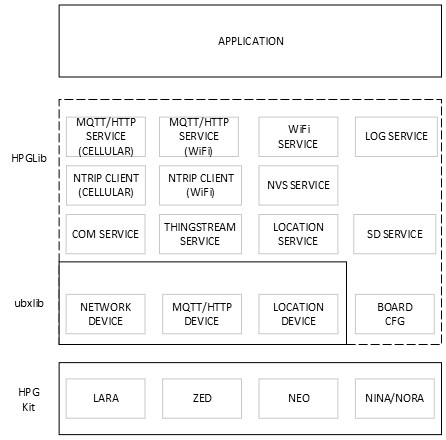 APPLICATION
HPGLib
MQTT/HTTP
SERVICE
(CELLULAR)
MQTT/HTTP
SERVICE
(WiFi)
WiFi
SERVICE
LOG SERVICE
NTRIP CLIENT
(CELLULAR)
NTRIP CLIENT
(WiFi)
NVS SERVICE
COM SERVICE
THINGSTREAM
SERVICE
LOCATION
SERVICE
SD SERVICE
ubxlib
NETWORK
DEVICE
MQTT/HTTP
DEVICE
LOCATION
DEVICE
BOARD
CFG
HPG
Kit
LARA
ZED
NEO
NINA/NORA